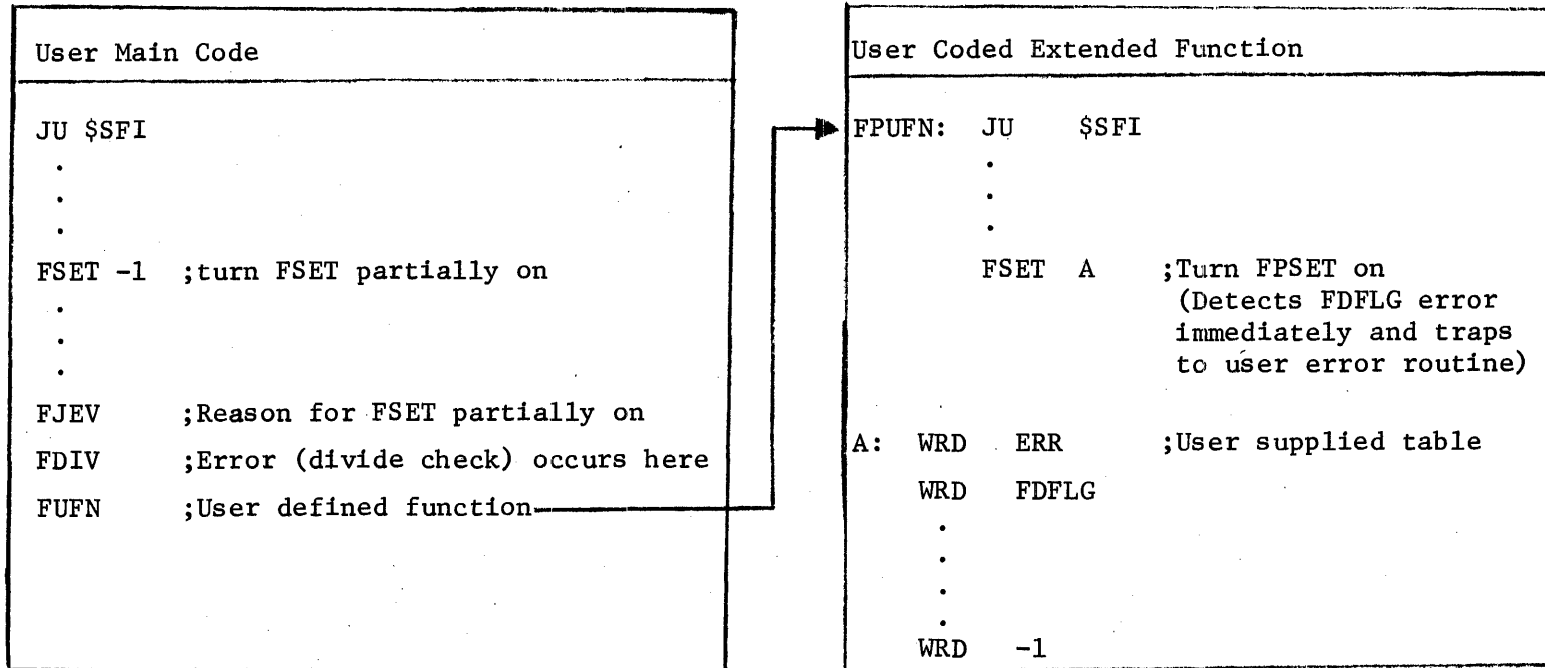 User Main Code
JU $SFI
.
.
.
FSET -1 ;turn FSET partially on
.
.
.
FJEV ;Reason for FSET partially on
FDIV ;Error (divide check) occurs here
FUFN ;User defined function
User Coded Extended Function
FPUFN: JU $SFI
.
.
.
FSET A ;Turn FPSET on
(Detects FDFLG error
immediately and traps
to user error routine)
A: WRD ERR ;User supplied table
WRD FDFLG
.
.
.
.
WRD -1